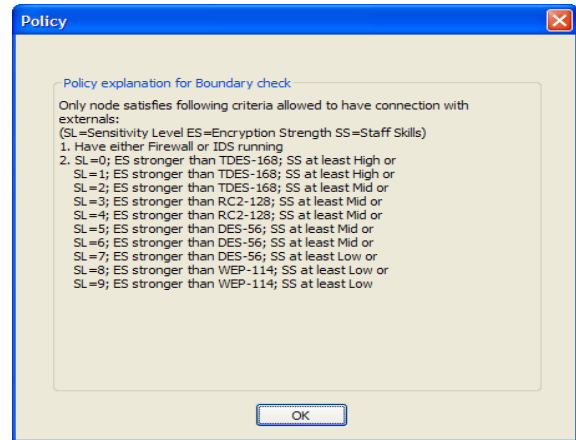 Policy
Policy explanation for Boundary check
Only node satisfies following criteria allowed to have connection with
externals:
(SL=Sensitivity Level ES=Encryption Strength SS=Staff Skills)
1. Have either Firewall or IDS running
2. SL=0; ES stronger than TDES-168; SS at least High or
SL=1; ES stronger than TDES-168; SS at least High or
SL=2; ES stronger than TDES-168; SS at least Mid or
SL=3; ES stronger than RC2-128; SS at least Mid or
SL=4; ES stronger than RC2-128; SS at least Mid or
SL=5; ES stronger than DES-56; SS at least Mid or
SL=6; ES stronger than DES-56; SS at least Mid or
SL=7; ES stronger than DES-56; SS at least Low or
SL=8; ES stronger than WEP-114; SS at least Low or
SL=9; ES stronger than WEP-114; SS at least Low
OK